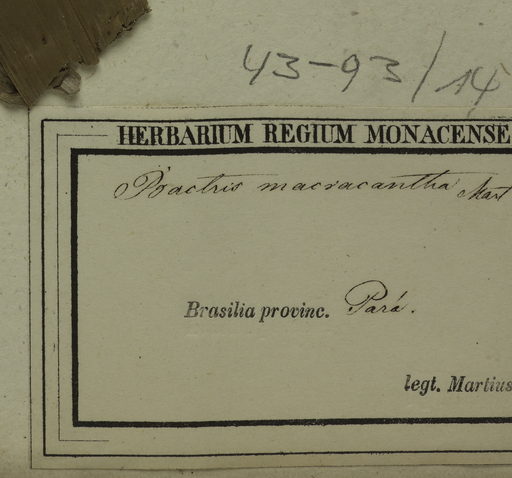 43-93/14
HERBARIUM REGIUM MONACENSE
Bactris macracantha Mart
Brasilia provinc. Pará.
legt. Martius